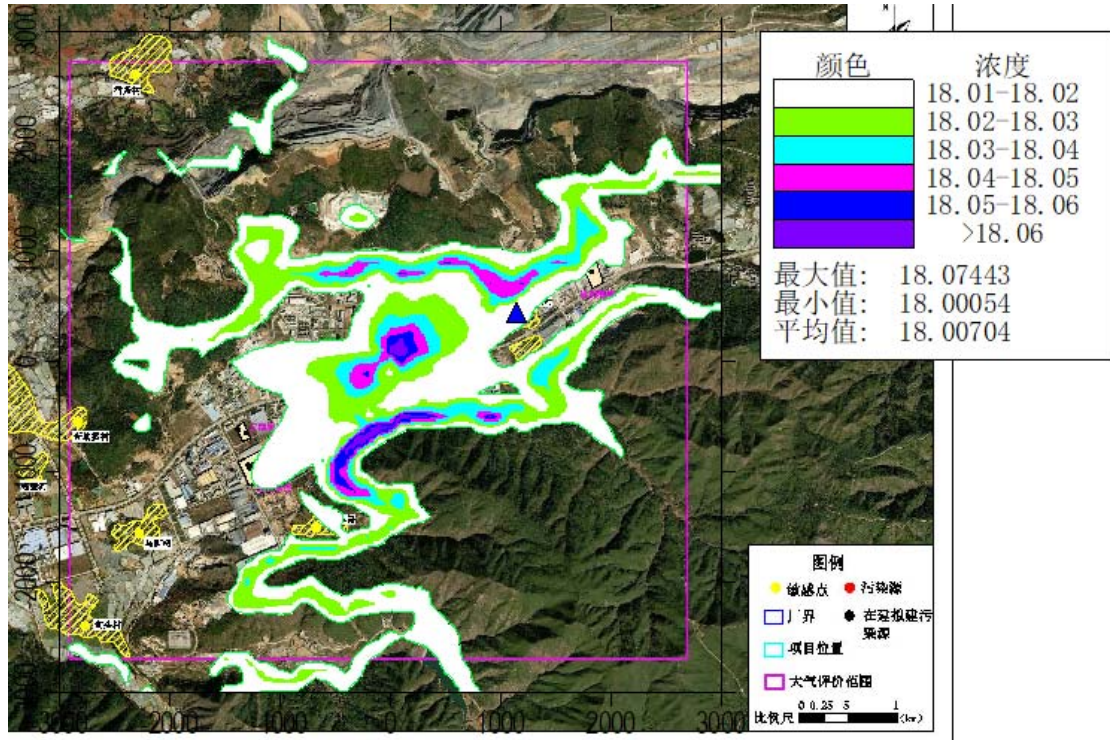 N
颜色 浓度
18.01-18.02
18.02-18.03
18.03-18.04
18.04-18.05
18.05-18.06
>18.06
最大值: 18.07443
最小值: 18.00054
平均值: 18.00704
3000
2000
1000
0
1000
2000
3000
3000 2000 1000 0 1000 2000 3000
图例
敏感点 污染源
厂界 在建拟建污染源
项目位置
大气评价范围
比例尺 0 0.25 5 1 (km)